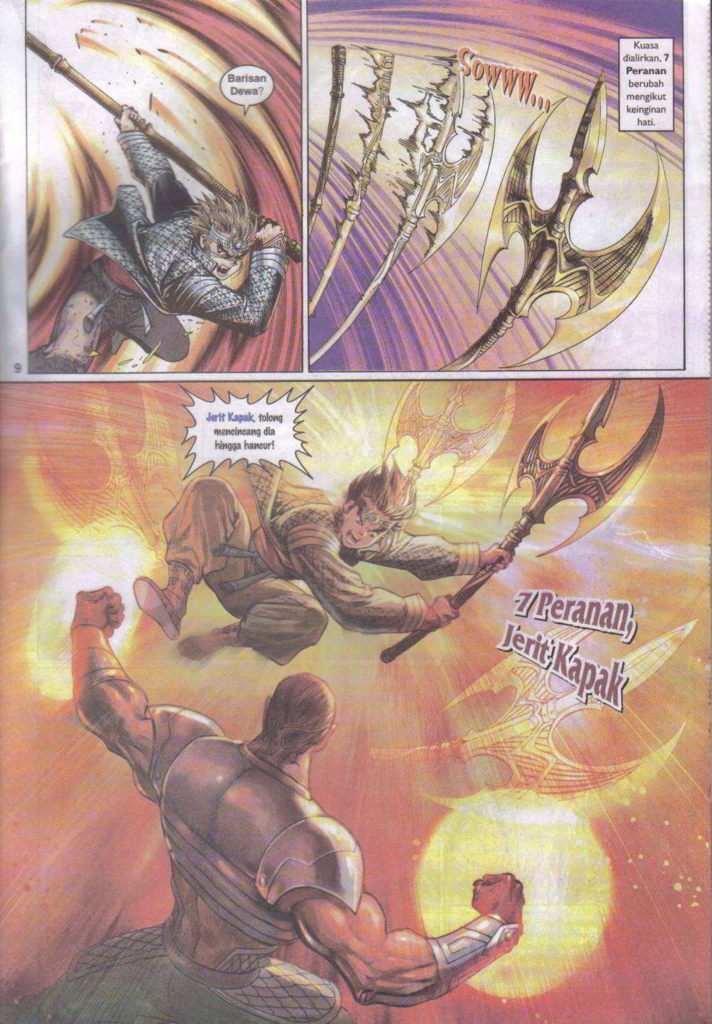 Barisan
Dewa?
SOWWW...
Kuasa
dialirkan, 7
Peranan
berubah
mengikut
keinginan
hati.
9
Jerit Kapak, tolong
mencincang dia
hingga hancur!
7 Peranan,
Jerit Kapak